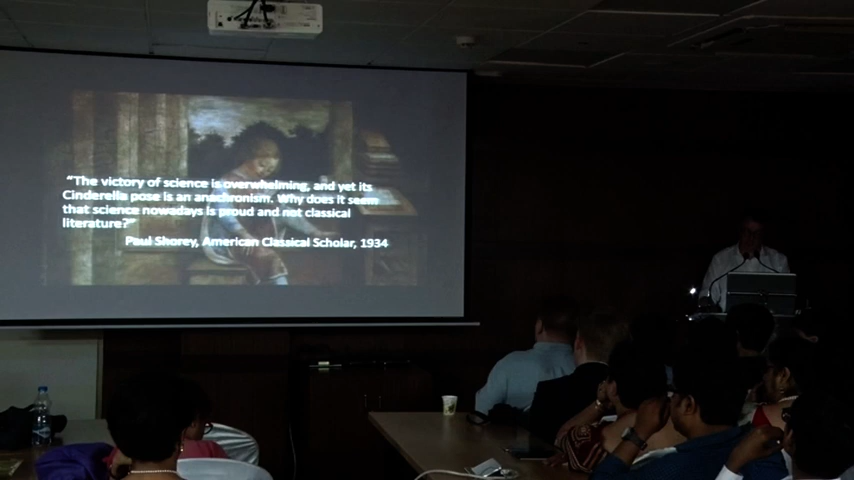 “The victory of science is overwhelming, and yet its
Cinderella pose is an anachronism. Why does it seem
that science nowadays is proud and not classical
literature?”
Paul Shorey, American Classical Scholar, 1934